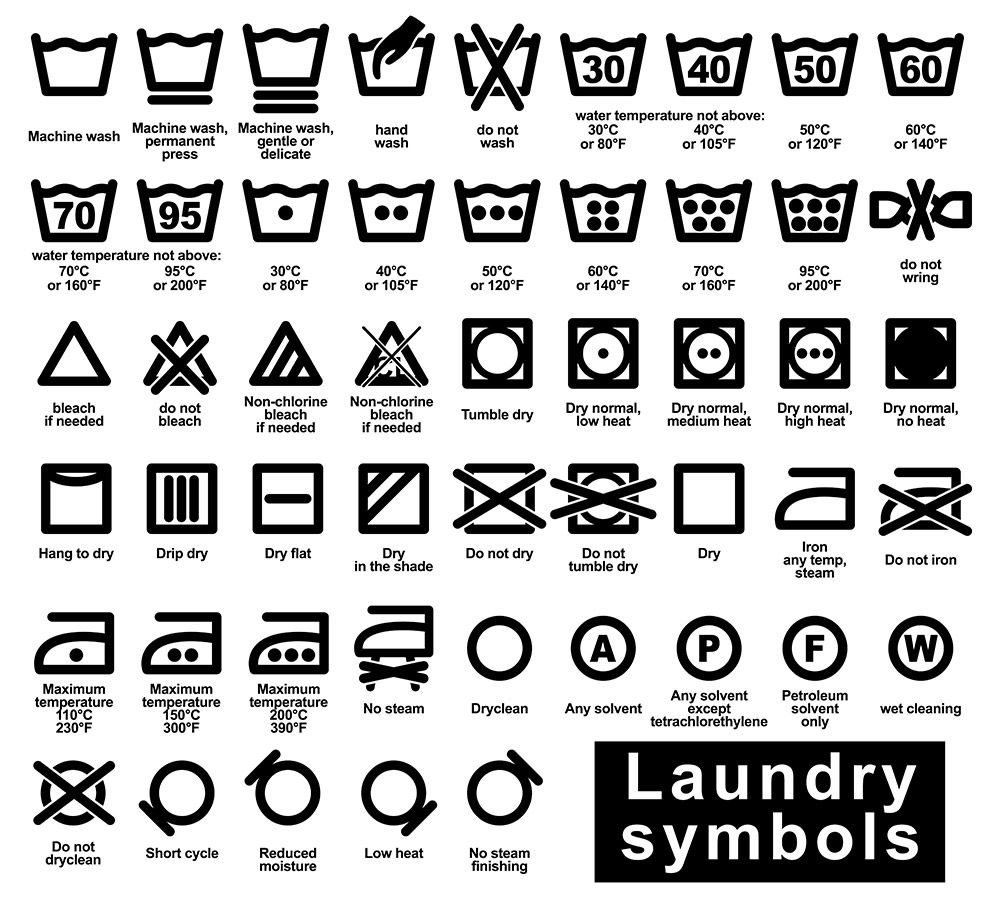 30 40 50 60
Machine wash
Machine wash,
permanent
press
Machine wash,
gentle or
delicate
hand
wash
do not
wash
water temperature not above:
30°C
or 80°F
40°C
or 105°F
50°C
or 120°F
60°C
or 140°F
70 95
water temperature not above:
70°C
or 160°F
95°C
or 200°F
30°C
or 80°F
40°C
or 105°F
50°C
or 120°F
60°C
or 140°F
70°C
or 160°F
95°C
or 200°F
do not
wring
CL
bleach
if needed
do not
bleach
Non-chlorine
bleach
if needed
Non-chlorine
bleach
if needed
Tumble dry
Dry normal,
low heat
Dry normal,
medium heat
Dry normal,
high heat
Dry normal,
no heat
Hang to dry
Drip dry
Dry flat
Dry
in the shade
Do not dry
Do not
tumble dry
Dry
Iron
any temp,
steam
Do not iron
A P F W
Maximum
temperature
110°C
230°F
Maximum
temperature
150°C
300°F
Maximum
temperature
200°C
390°F
No steam
Dryclean
Any solvent
Any solvent
except
tetrachlorethylene
Petroleum
solvent
only
wet cleaning
Do not
dryclean
Short cycle
Reduced
moisture
Low heat
No steam
finishing
Laundry
symbols